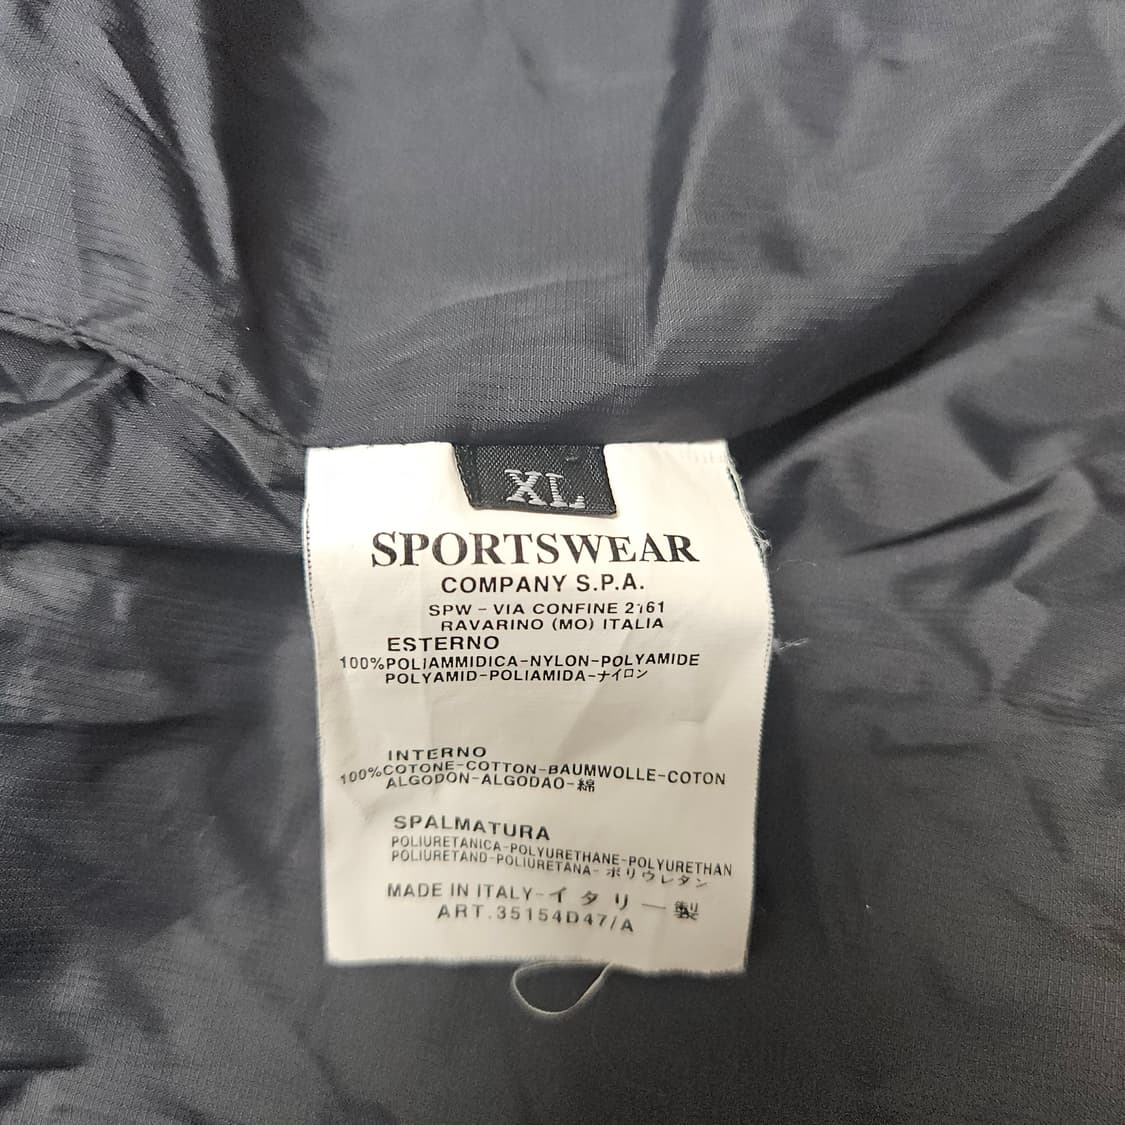 XL
SPORTSWEAR
COMPANY S.P.A.
SPW - VIA CONFINE 2161
RAVARINO (MO) ITALIA
ESTERNO
100%POLIAMMIDICA-NYLON-POLYAMIDE
POLYAMID-POLIAMIDA-ナイロン
INTERNO
100%COTONE-COTTON-BAUMWOLLE-COTON
ALGODON-ALGODAO-綿
SPALMATURA
POLIURETANICA-POLYURETHANE-POLYURETHAN
POLIURETAND-POLIURETANA-ポリウレタン
MADE IN ITALY-イタリー製
ART.35154D47/A